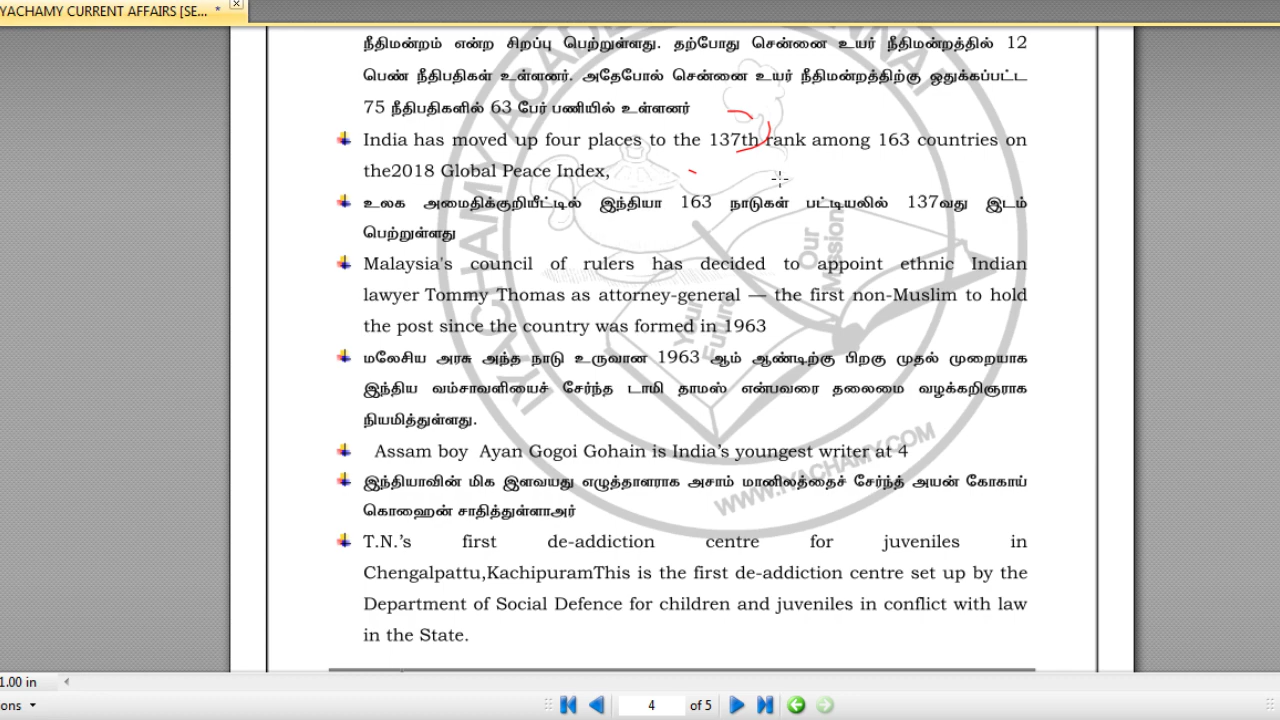 YACHAMY CURRENT AFFAIRS [SE... *
நீதிமன்றம் என்ற சிறப்பு பெற்றுள்ளது. தற்போது சென்னை உயர் நீதிமன்றத்தில் 12
பெண் நீதிபதிகள் உள்ளனர். அதேபோல் சென்னை உயர் நீதிமன்றத்திற்கு ஒதுக்கப்பட்ட
75 நீதிபதிகளில் 63 பேர் பணியில் உள்ளனர்
India has moved up four places to the 137th rank among 163 countries on
the2018 Global Peace Index,
உலக அமைதிக்குறியீட்டில் இந்தியா 163 நாடுகள் பட்டியலில் 137வது இடம்
பெற்றுள்ளது
Malaysia's council of rulers has decided to appoint ethnic Indian
lawyer Tommy Thomas as attorney-general — the first non-Muslim to hold
the post since the country was formed in 1963
மலேசிய அரசு அந்த நாடு உருவான 1963 ஆம் ஆண்டிற்கு பிறகு முதல் முறையாக
இந்திய வம்சாவளியைச் சேர்ந்த டாமி தாமஸ் என்பவரை தலைமை வழக்கறிஞராக
நியமித்துள்ளது.
Assam boy Ayan Gogoi Gohain is India's youngest writer at 4
இந்தியாவின் மிக இளவயது எழுத்தாளராக அசாம் மானிலத்தைச் சேர்ந்த் அயன் கோகாய்
கொஹைன் சாதித்துள்ளாஅர்
T.N.'s first de-addiction centre for juveniles in
Chengalpattu,KachipuramThis is the first de-addiction centre set up by the
Department of Social Defence for children and juveniles in conflict with law
in the State.
Our Mission
Your Future
WWW.IYACHAMY.COM
1.00 in
ons
4 of 5